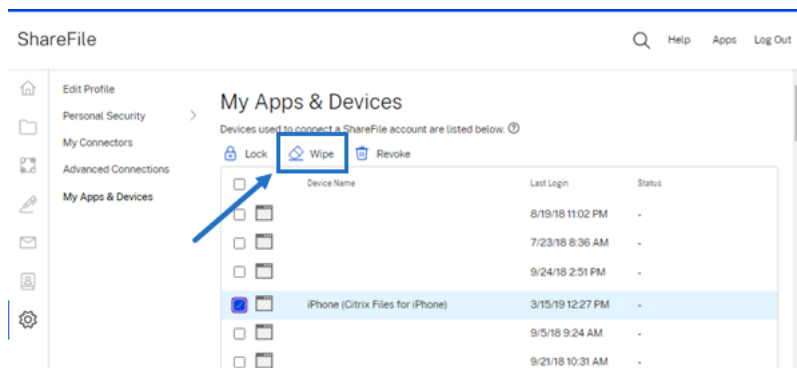 ShareFile
Help Apps Log Out
Edit Profile
Personal Security
My Connectors
Advanced Connections
My Apps & Devices
My Apps & Devices
Devices used to connect a ShareFile account are listed below.
Lock Wipe Revoke
Device Name Last Login Status
8/19/18 11:02 PM -
7/23/18 8:36 AM -
9/24/18 2:51 PM -
iPhone (Citrix Files for iPhone) 3/15/19 12:27 PM -
9/5/18 9:24 AM -
9/21/18 10:31 AM -